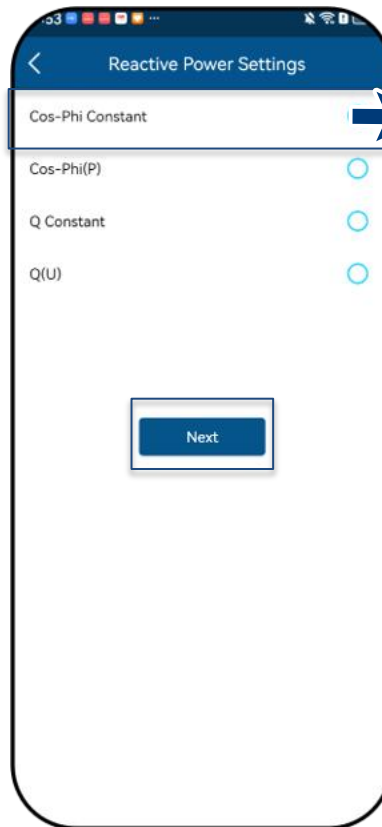 Reactive Power Settings
Cos-Phi Constant
Cos-Phi(P)
Q Constant
Q(U)
Next